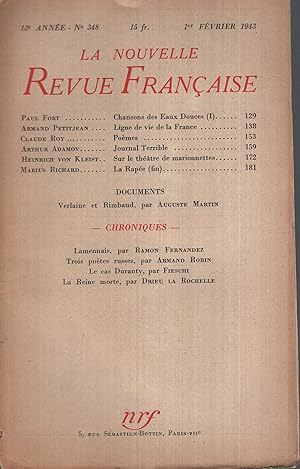 13e ANNÉE - No 348 15 fr. 1er FÉVRIER 1943
LA NOUVELLE
REVUE FRANÇAISE
PAUL FORT ........... Chansons des Eaux Douces (I)...... 129
ARMAND PETITJEAN .... Ligne de vie de la France .......... 138
CLAUDE ROY .......... Poèmes ............................ 153
ARTHUR ADAMOV....... Journal Terrible .................. 159
HEINRICH VON KLEIST.. Sur le théâtre de marionnettes...... 172
MARIUS RICHARD....... La Rapée (fin).................... 181
DOCUMENTS
Verlaine et Rimbaud, par AUGUSTE MARTIN
— CHRONIQUES —
Lamennais, par RAMON FERNANDEZ
Trois poètes russes, par ARMAND ROBIN
Le cas Duranty, par FIESCHI
La Reine morte, par DRIEU LA ROCHELLE
nrf
5, RUE SÉBASTIEN-BOTTIN, PARIS-VIIe